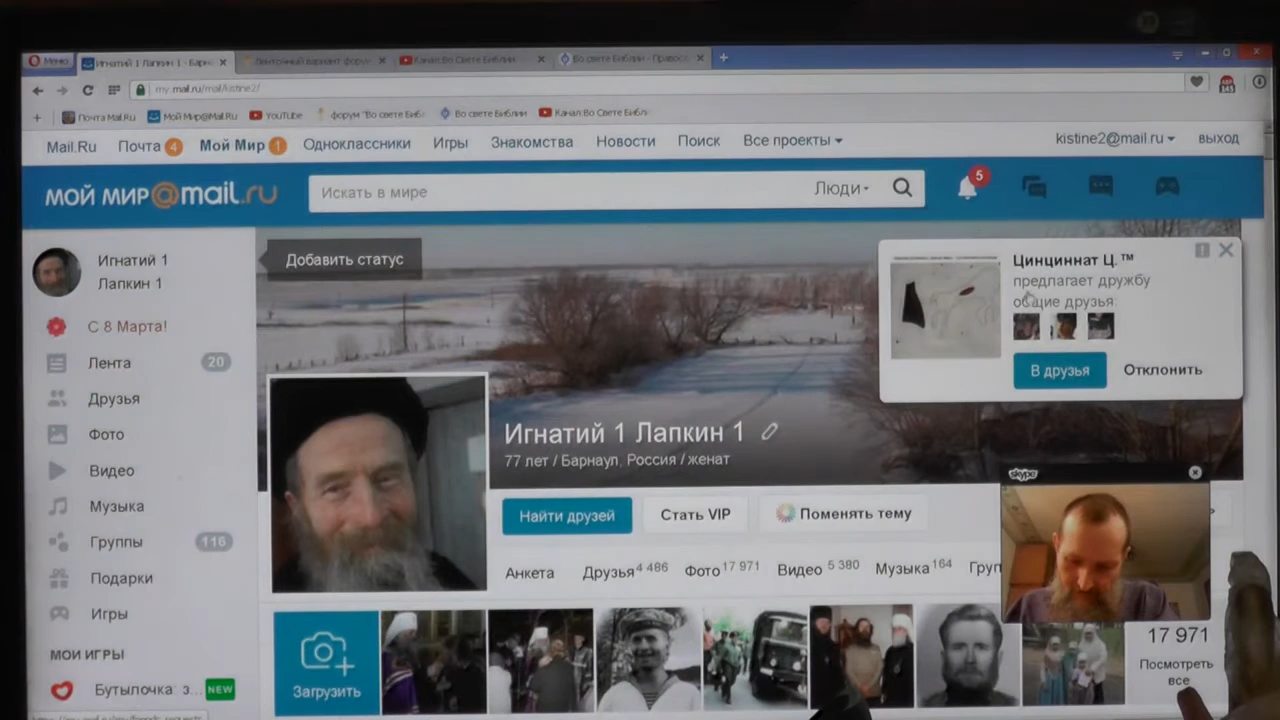 Меню
Игнатий 1 Лапкин 1 - Барн
Ленточный вариант форум
Канал:Во Свете Библии
Во свете Библии - Правосл
my.mail.ru/mail/kistine2/
Почта Mail.Ru
Мой Мир@Mail.Ru
YouTube
форум "Во свете Биб
Во свете Библии
Канал:Во Свете Библ
Mail.Ru
Почта 4
Мой Мир 1
Одноклассники
Игры
Знакомства
Новости
Поиск
Все проекты
kistine2@mail.ru
выход
МОЙ МИР@mail.ru
Искать в мире
Люди
5
Игнатий 1
Лапкин 1
С 8 Марта!
Лента 20
Друзья
Фото
Видео
Музыка
Группы 116
Подарки
Игры
МОИ ИГРЫ
Бутылочка: з... NEW
Добавить статус
Цинциннат Ц.™
предлагает дружбу
общие друзья:
В друзья
Отклонить
Игнатий 1 Лапкин 1
77 лет / Барнаул, Россия / женат
Найти друзей
Стать VIP
Поменять тему
skype
Анкета
Друзья 4 486
Фото 17 971
Видео 5 380
Музыка 164
Груп
Загрузить
17 971
Посмотреть
все